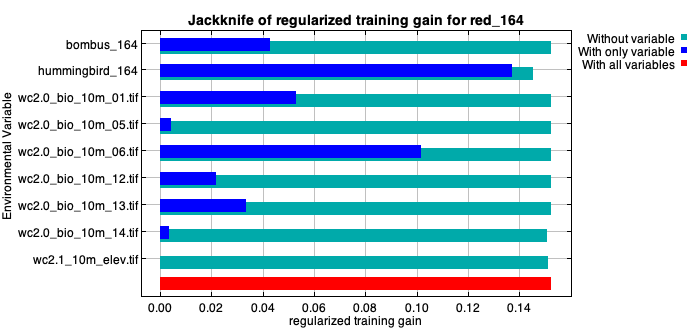 Jackknife of regularized training gain for red_164
Without variable
With only variable
With all variables
Environmental Variable
bombus_164
hummingbird_164
wc2.0_bio_10m_01.tif
wc2.0_bio_10m_05.tif
wc2.0_bio_10m_06.tif
wc2.0_bio_10m_12.tif
wc2.0_bio_10m_13.tif
wc2.0_bio_10m_14.tif
wc2.1_10m_elev.tif
0.00 0.02 0.04 0.06 0.08 0.10 0.12 0.14
regularized training gain